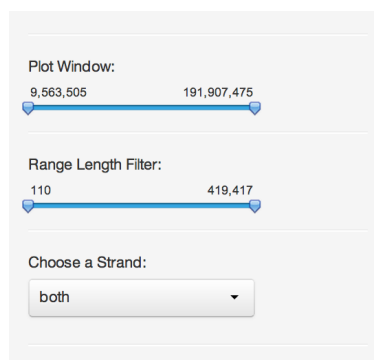 Plot Window:
9,563,505 191,907,475
Range Length Filter:
110 419,417
Choose a Strand:
both